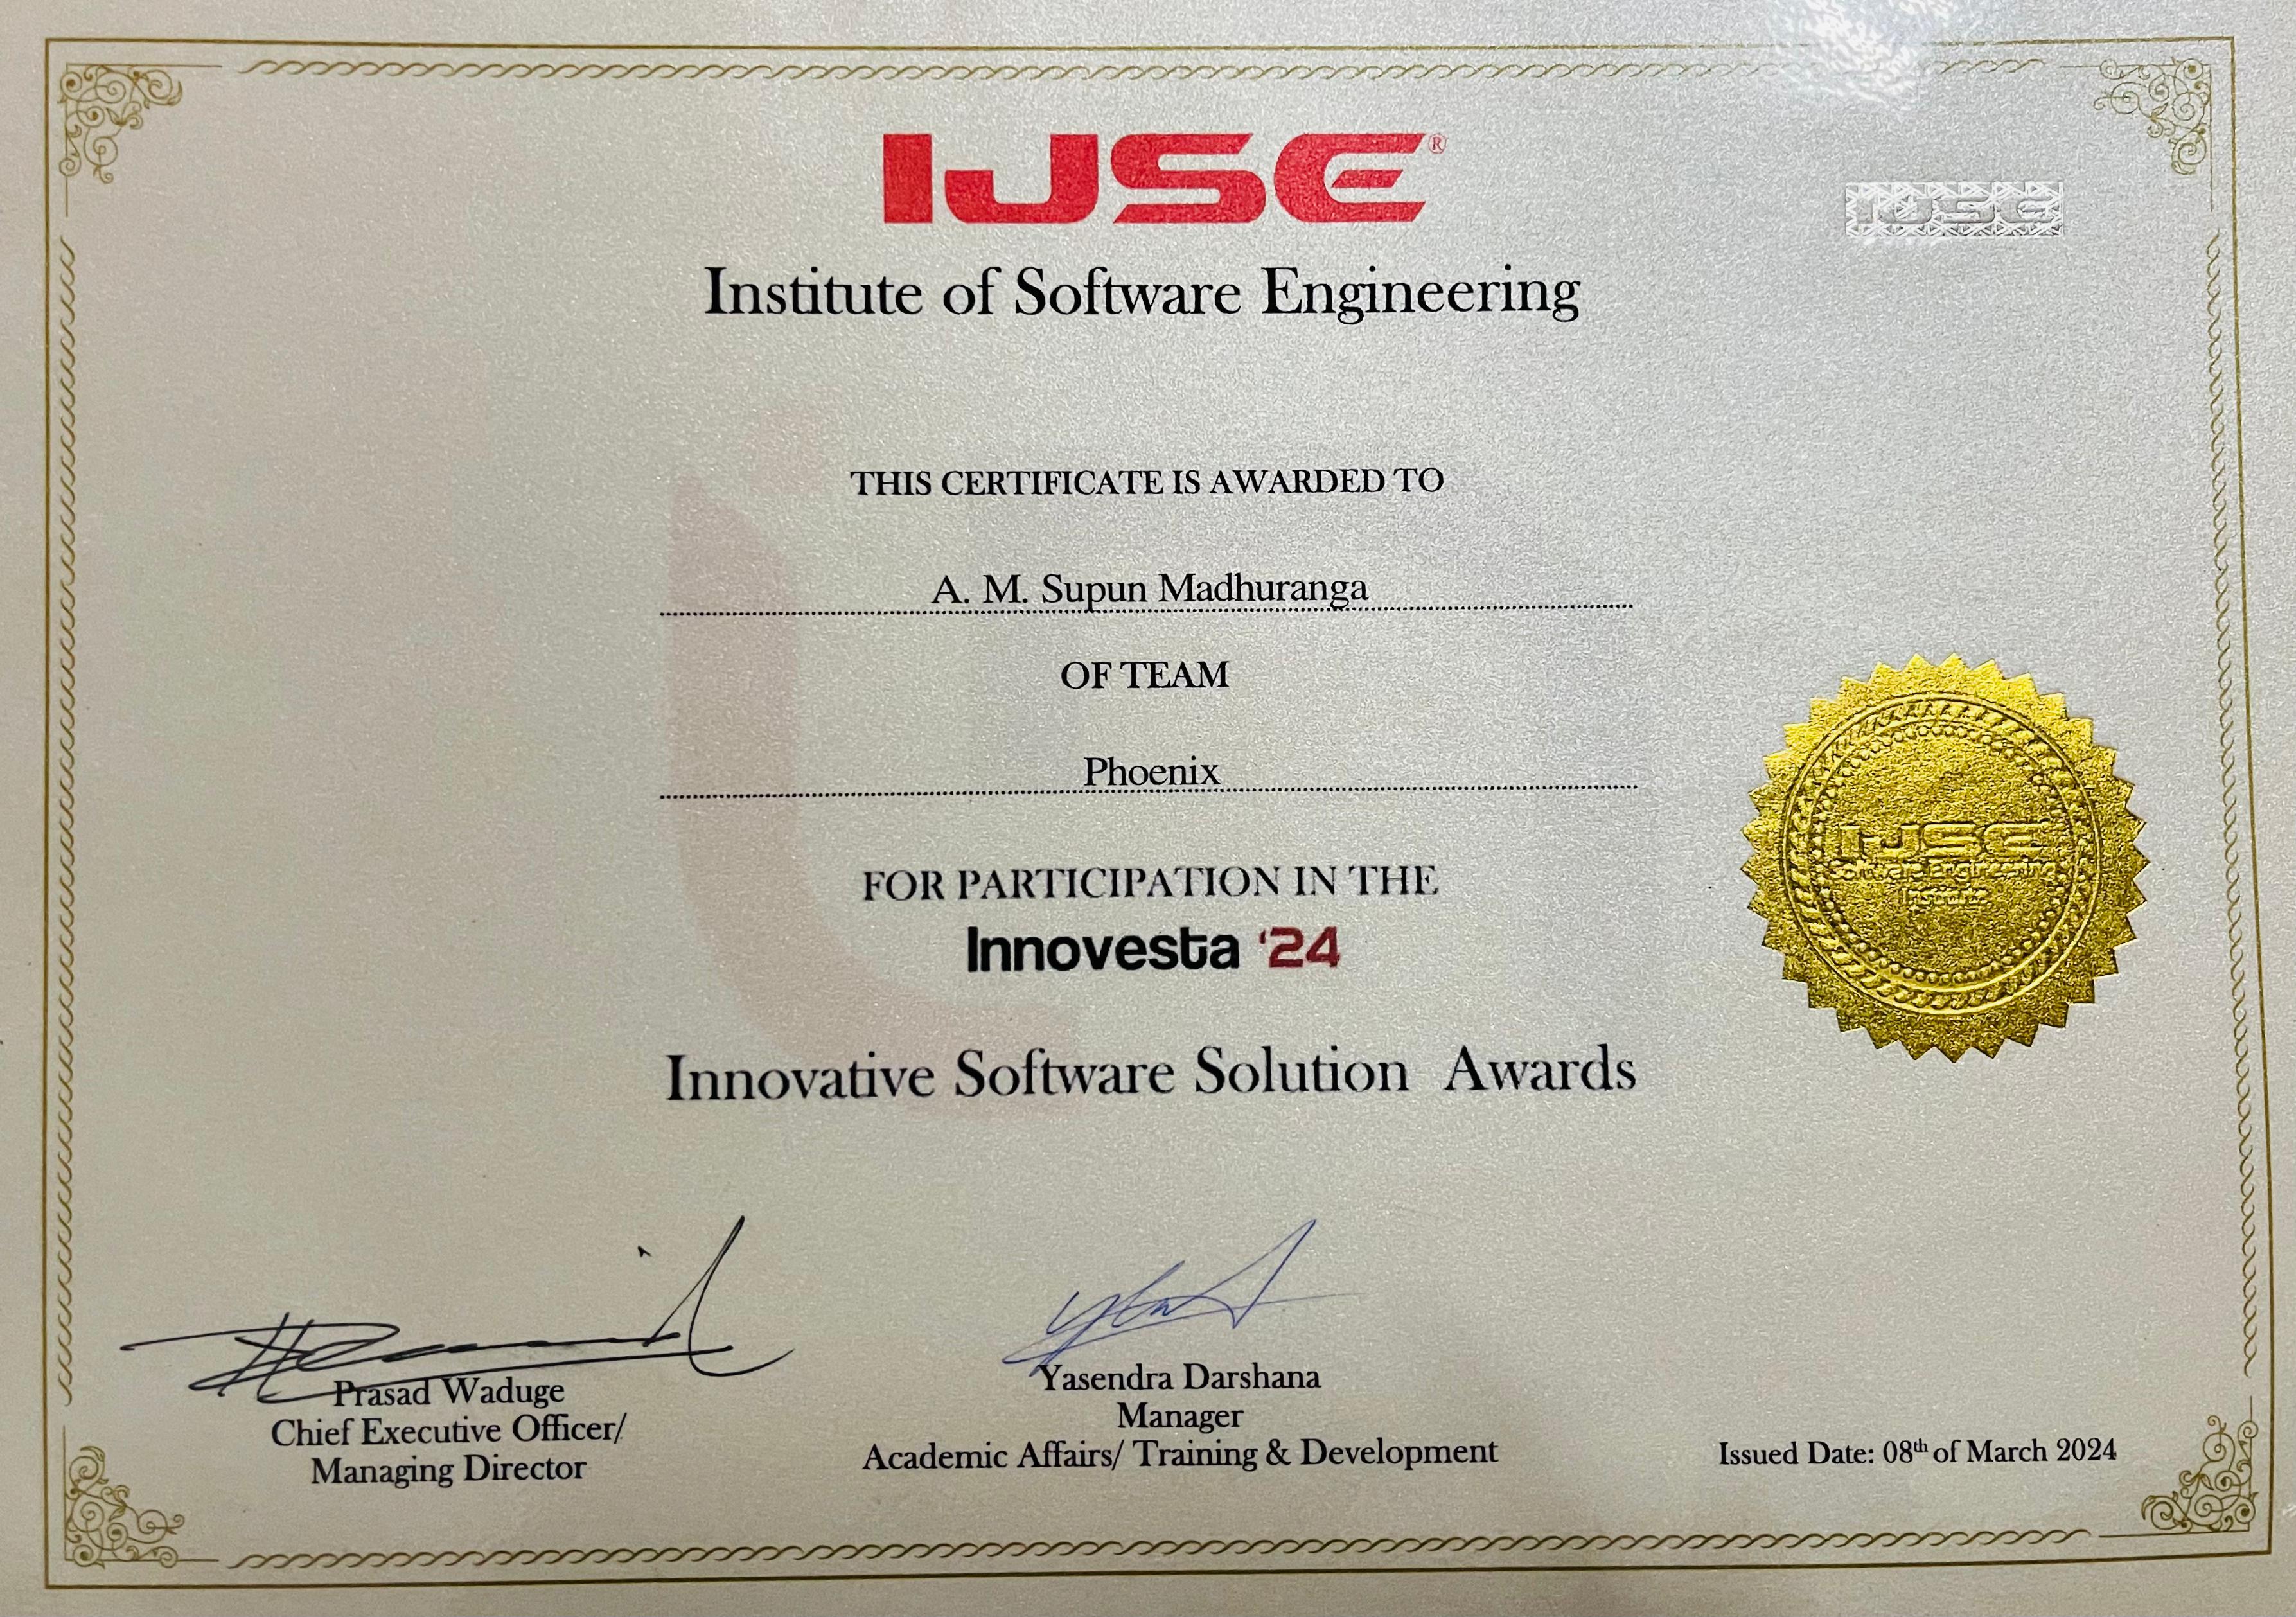 IJSE®
IJSE
Institute of Software Engineering
THIS CERTIFICATE IS AWARDED TO
A. M. Supun Madhuranga
OF TEAM
Phoenix
FOR PARTICIPATION IN THE
Innovesta ‘24
Innovative Software Solution Awards
IJSE
Software Engineering
Institute
Prasad Waduge
Chief Executive Officer/
Managing Director
Yasendra Darshana
Manager
Academic Affairs/ Training & Development
Issued Date: 08th of March 2024